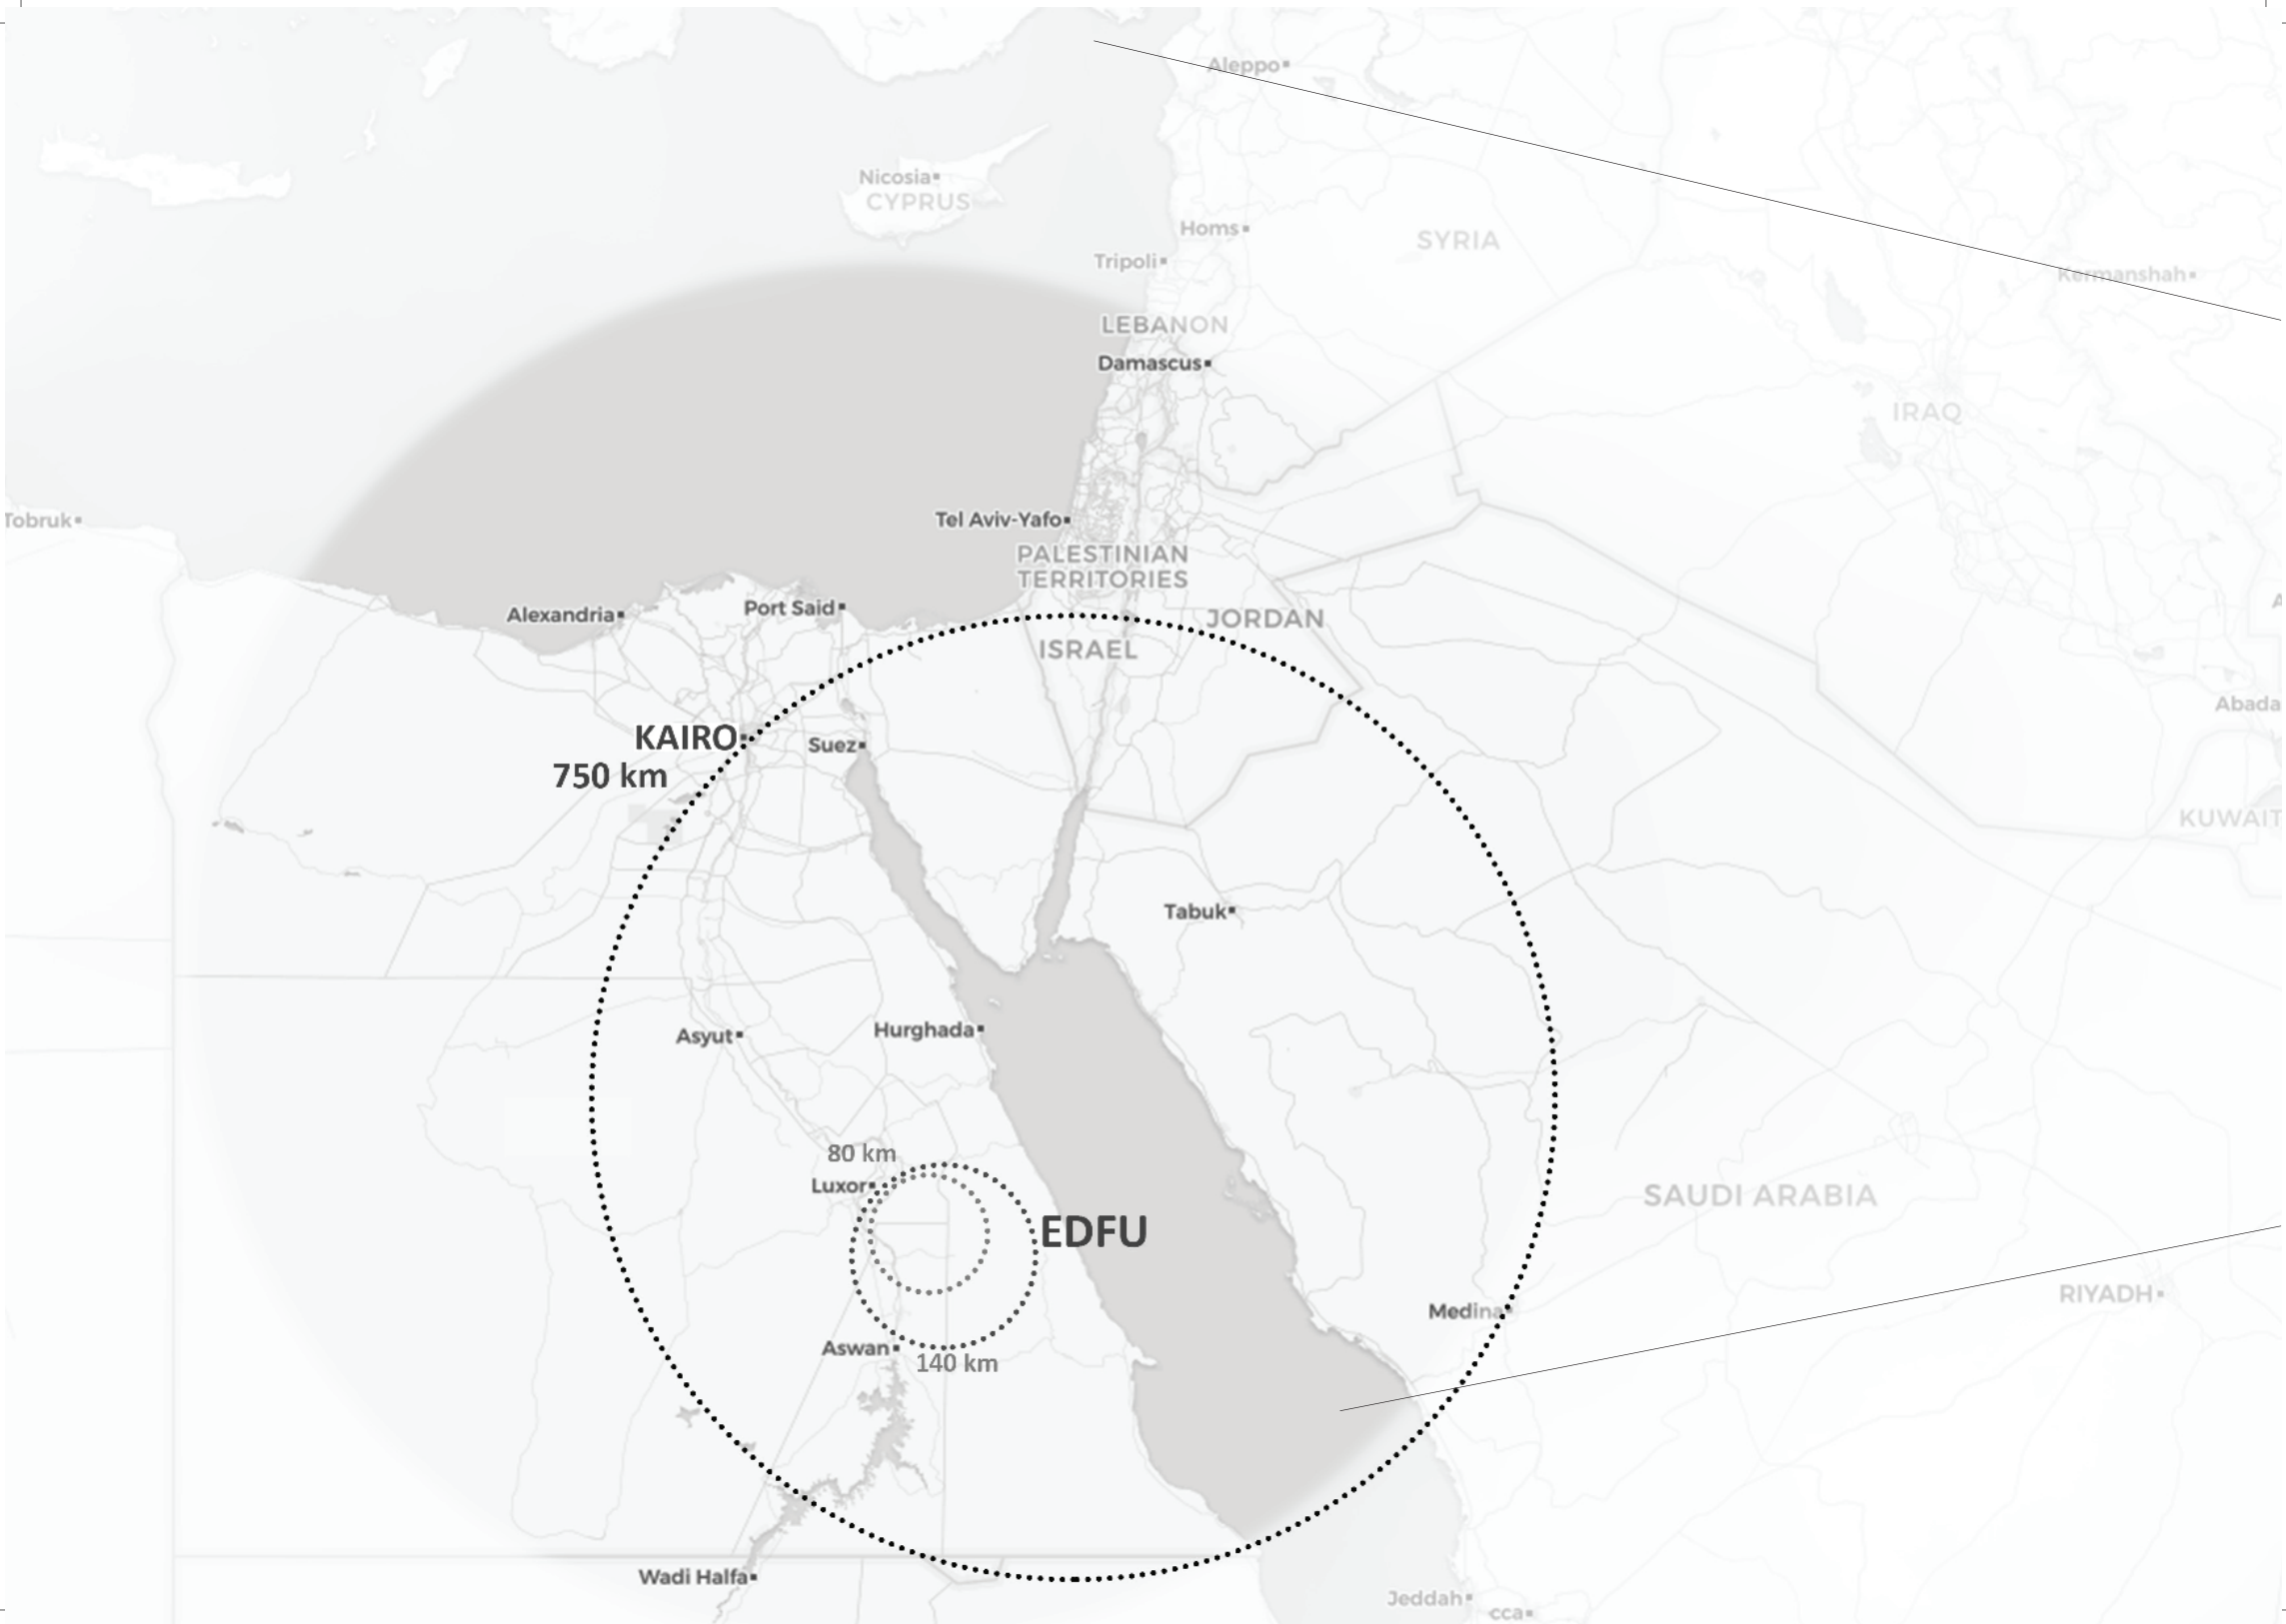 Aleppo
Nicosia
CYPRUS
Homs
SYRIA
Tripoli
Kermanshah
LEBANON
Damascus
IRAQ
Tobruk
Tel Aviv-Yafo
PALESTINIAN
TERRITORIES
Alexandria
Port Said
JORDAN
ISRAEL
Abada
KAIRO
750 km
Suez
KUWAIT
Tabuk
Asyut
Hurghada
80 km
Luxor
EDFU
SAUDI ARABIA
RIYADH
Medina
Aswan
140 km
Wadi Halfa
Jeddah
cca